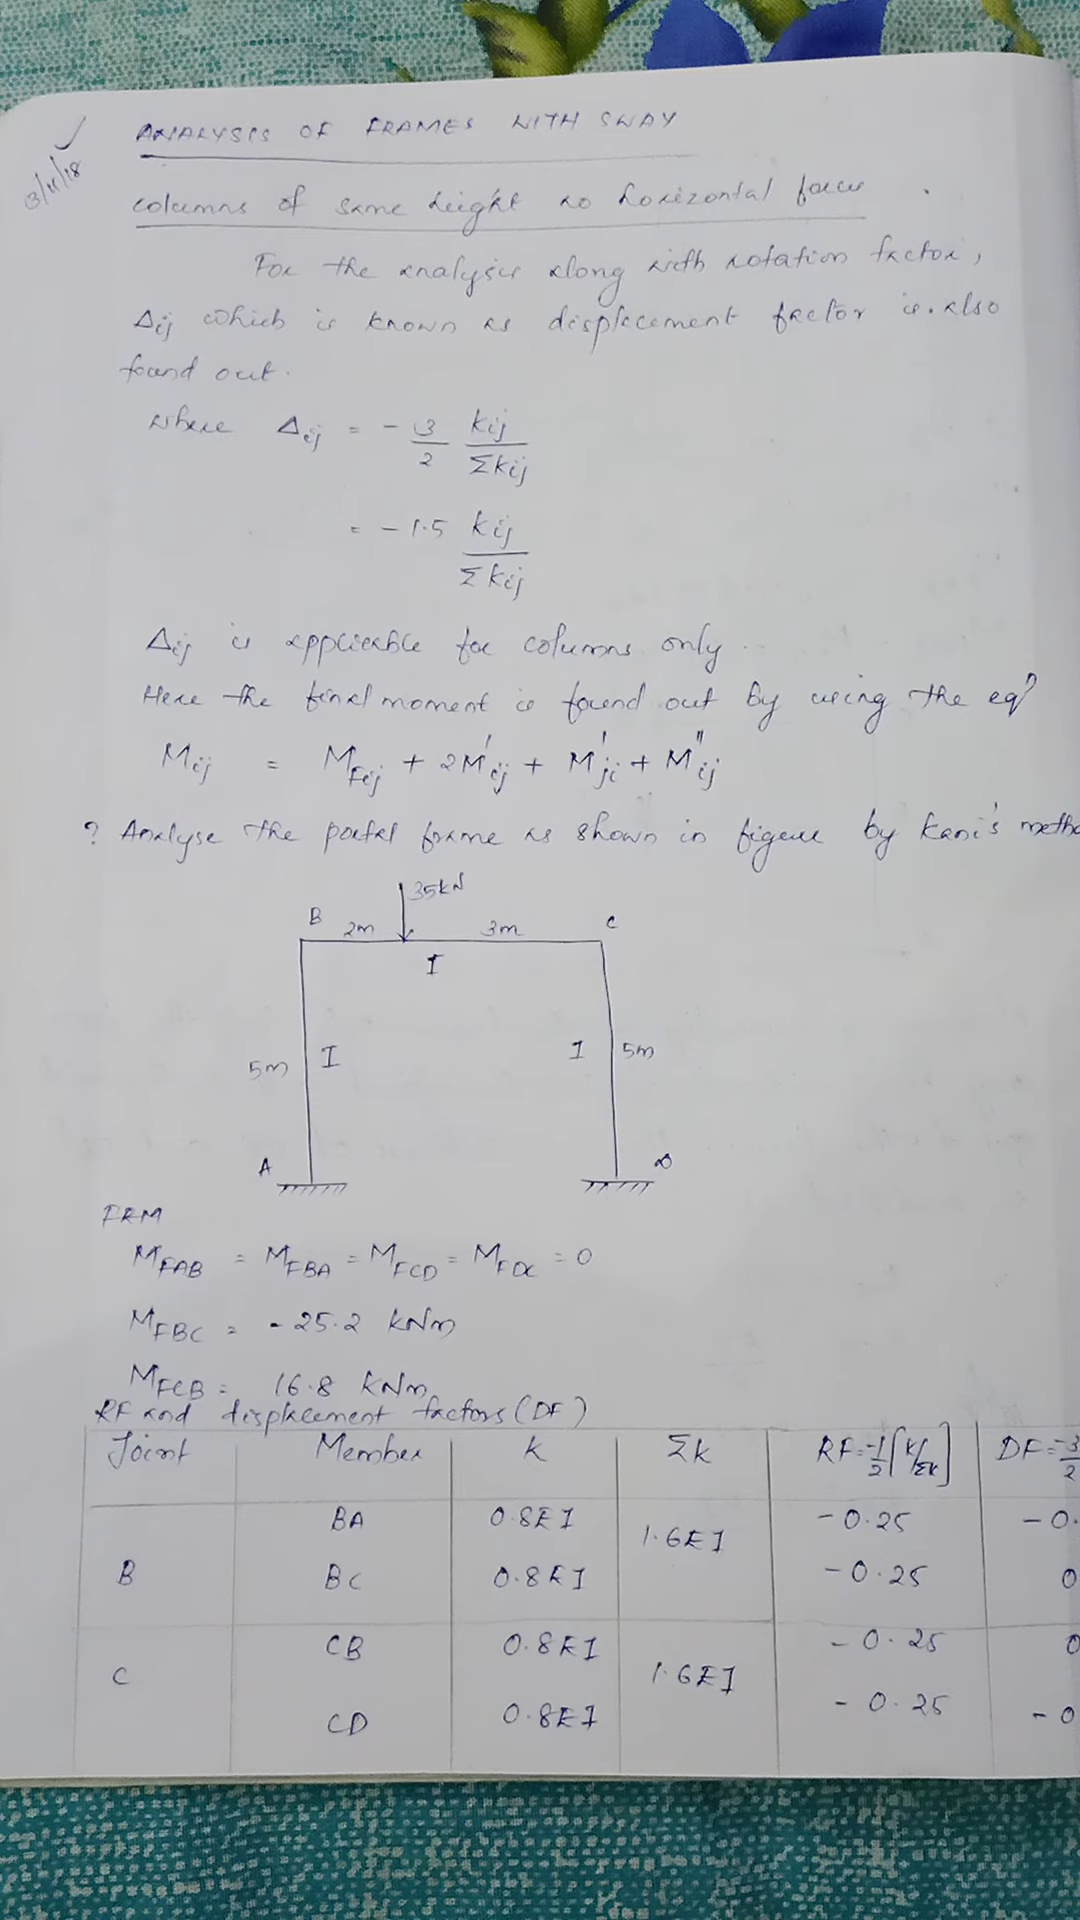 3/11/18
ANALYSIS OF FRAMES WITH SWAY
columns of same height no horizontal forces
For the analysis along with rotation factor,
Δij which is known as displacement factor is also
found out.
where Δij = - 3/2 kij/Σkij
= - 1.5 kij/Σkij
Δij is applicable for columns only.
Here the final moment is found out by using the eqn
Mij = MFij + 2M'ij + M'ji + M''ij
? Analyse the portal frame as shown in figure by Kani's metho
35kN
B 2m 3m C
I
5m I I 5m
A D
FEM
MFAB = MFBA = MFCD = MFDC = 0
MFBC = - 25.2 kNm
MFCB = 16.8 kNm
RF and displacement factors (DF)
Joint Member k Σk RF = -1/2 [k/Σk] DF = -3/2
BA 0.8EI 1.6EI - 0.25 - 0.
B BC 0.8EI - 0.25 0
CB 0.8EI - 0.25 0
C 1.6EI
CD 0.8EI - 0.25 - 0